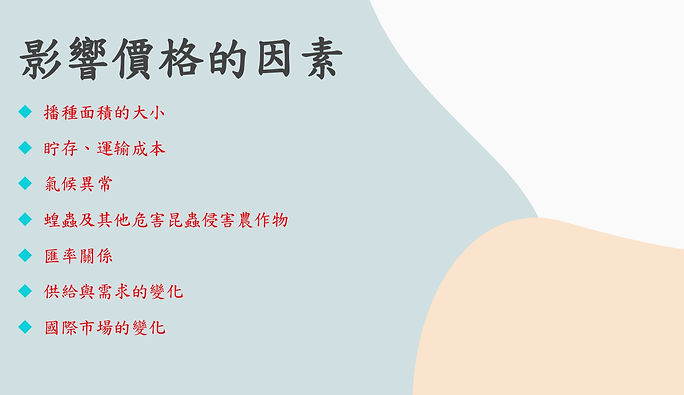 影響價格的因素
播種面積的大小
貯存、運输成本
氣候異常
蝗蟲及其他危害昆蟲侵害農作物
匯率關係
供給與需求的變化
國際市場的變化